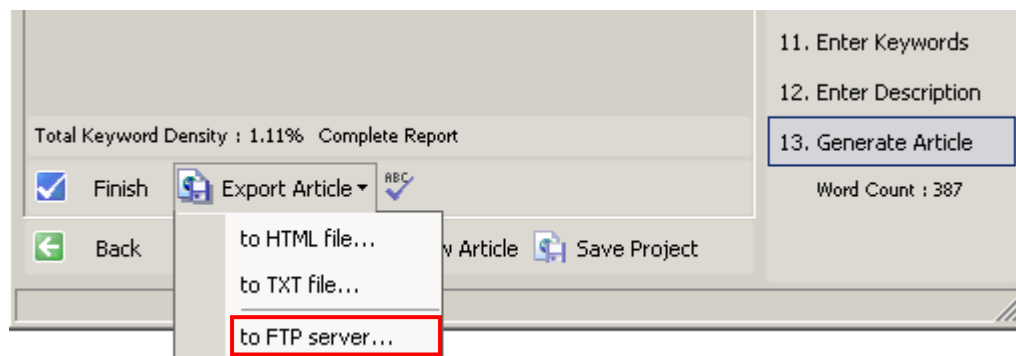 11. Enter Keywords
12. Enter Description
Total Keyword Density : 1.11% Complete Report
13. Generate Article
Finish Export Article ABC
Word Count : 387
Back to HTML file... w Article Save Project
to TXT file...
to FTP server...